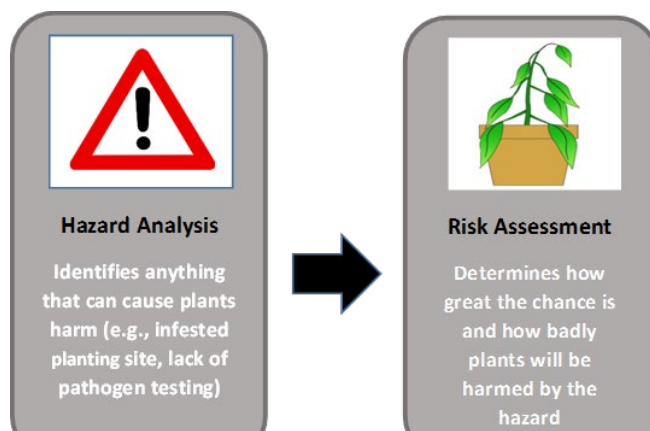 Hazard Analysis
Identifies anything
that can cause plants
harm (e.g., infested
planting site, lack of
pathogen testing)
Risk Assessment
Determines how
great the chance is
and how badly
plants will be
harmed by the
hazard